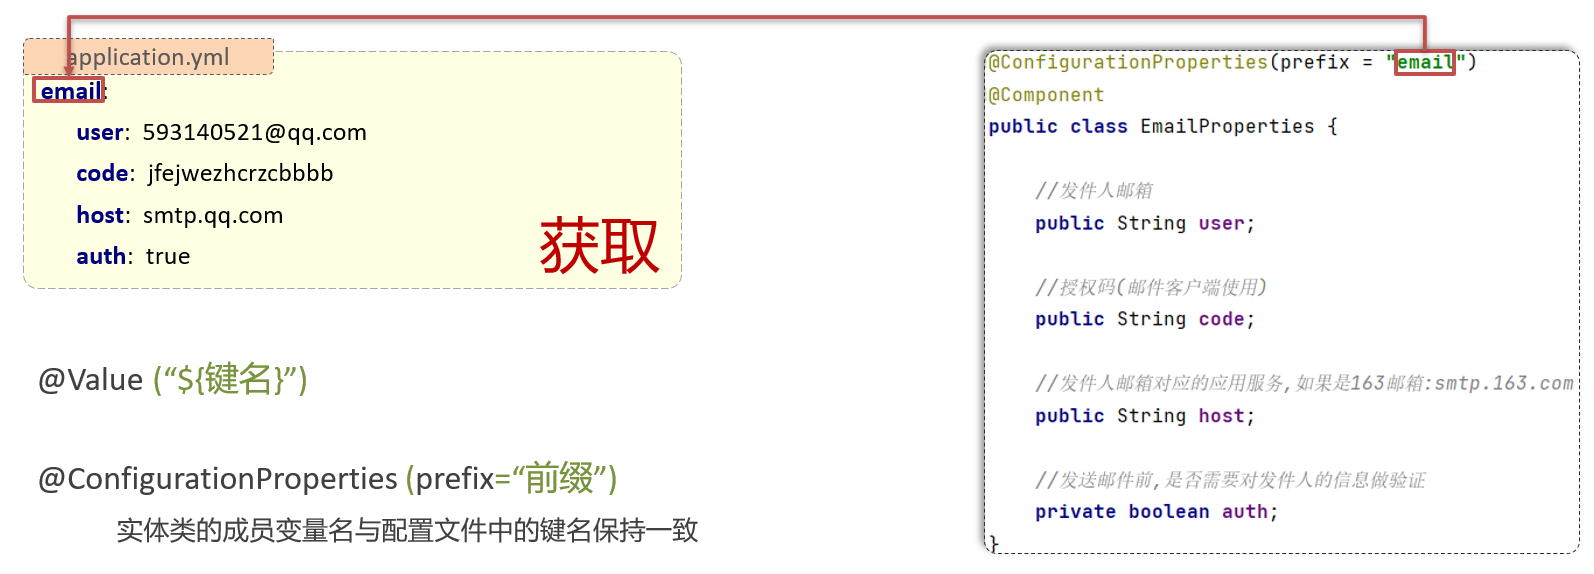 application.yml
email:
user: 593140521@qq.com
code: jfejwezhcrzcbbbb
host: smtp.qq.com
auth: true
获取
@Value (“${键名}”)
@ConfigurationProperties (prefix=“前缀”)
实体类的成员变量名与配置文件中的键名保持一致
@ConfigurationProperties(prefix = "email")
@Component
public class EmailProperties {
//发件人邮箱
public String user;
//授权码(邮件客户端使用)
public String code;
//发件人邮箱对应的应用服务,如果是163邮箱:smtp.163.com
public String host;
//发送邮件前,是否需要对发件人的信息做验证
private boolean auth;
}